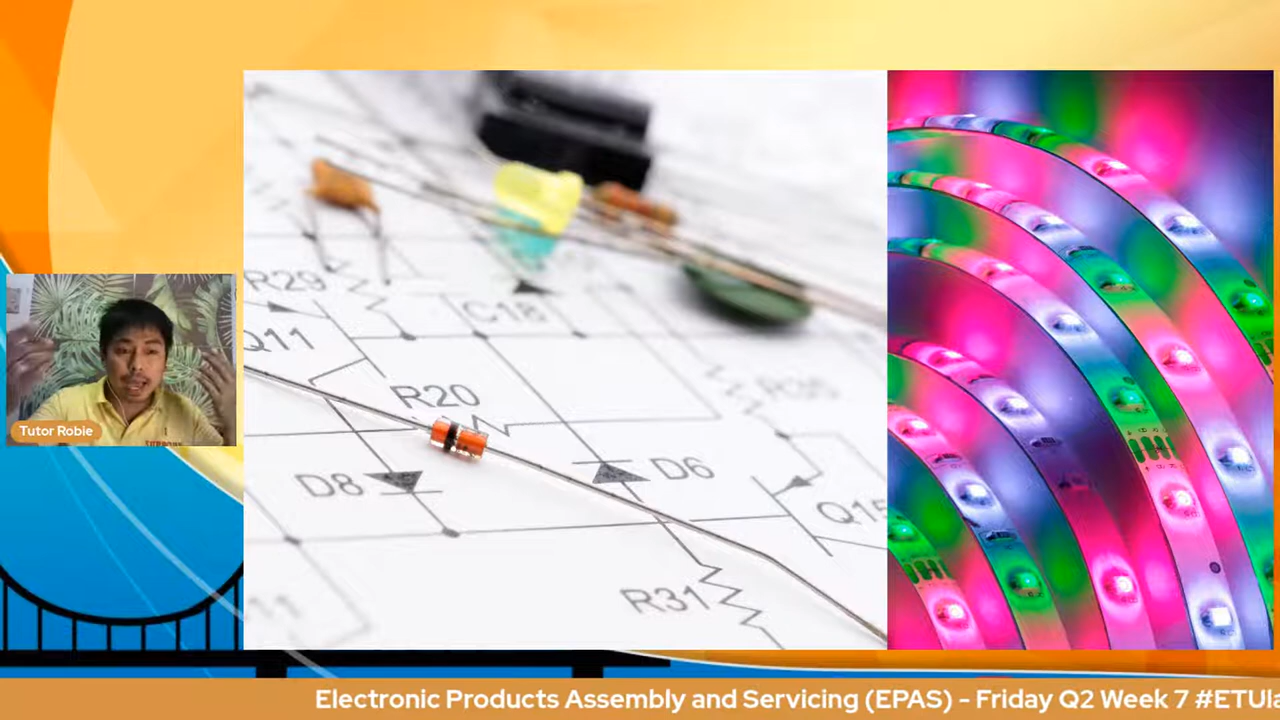 R29
C18
Q11
R20
D8
D6
R31
Tutor Robie
Electronic Products Assembly and Servicing (EPAS) - Friday Q2 Week 7 #ETUla